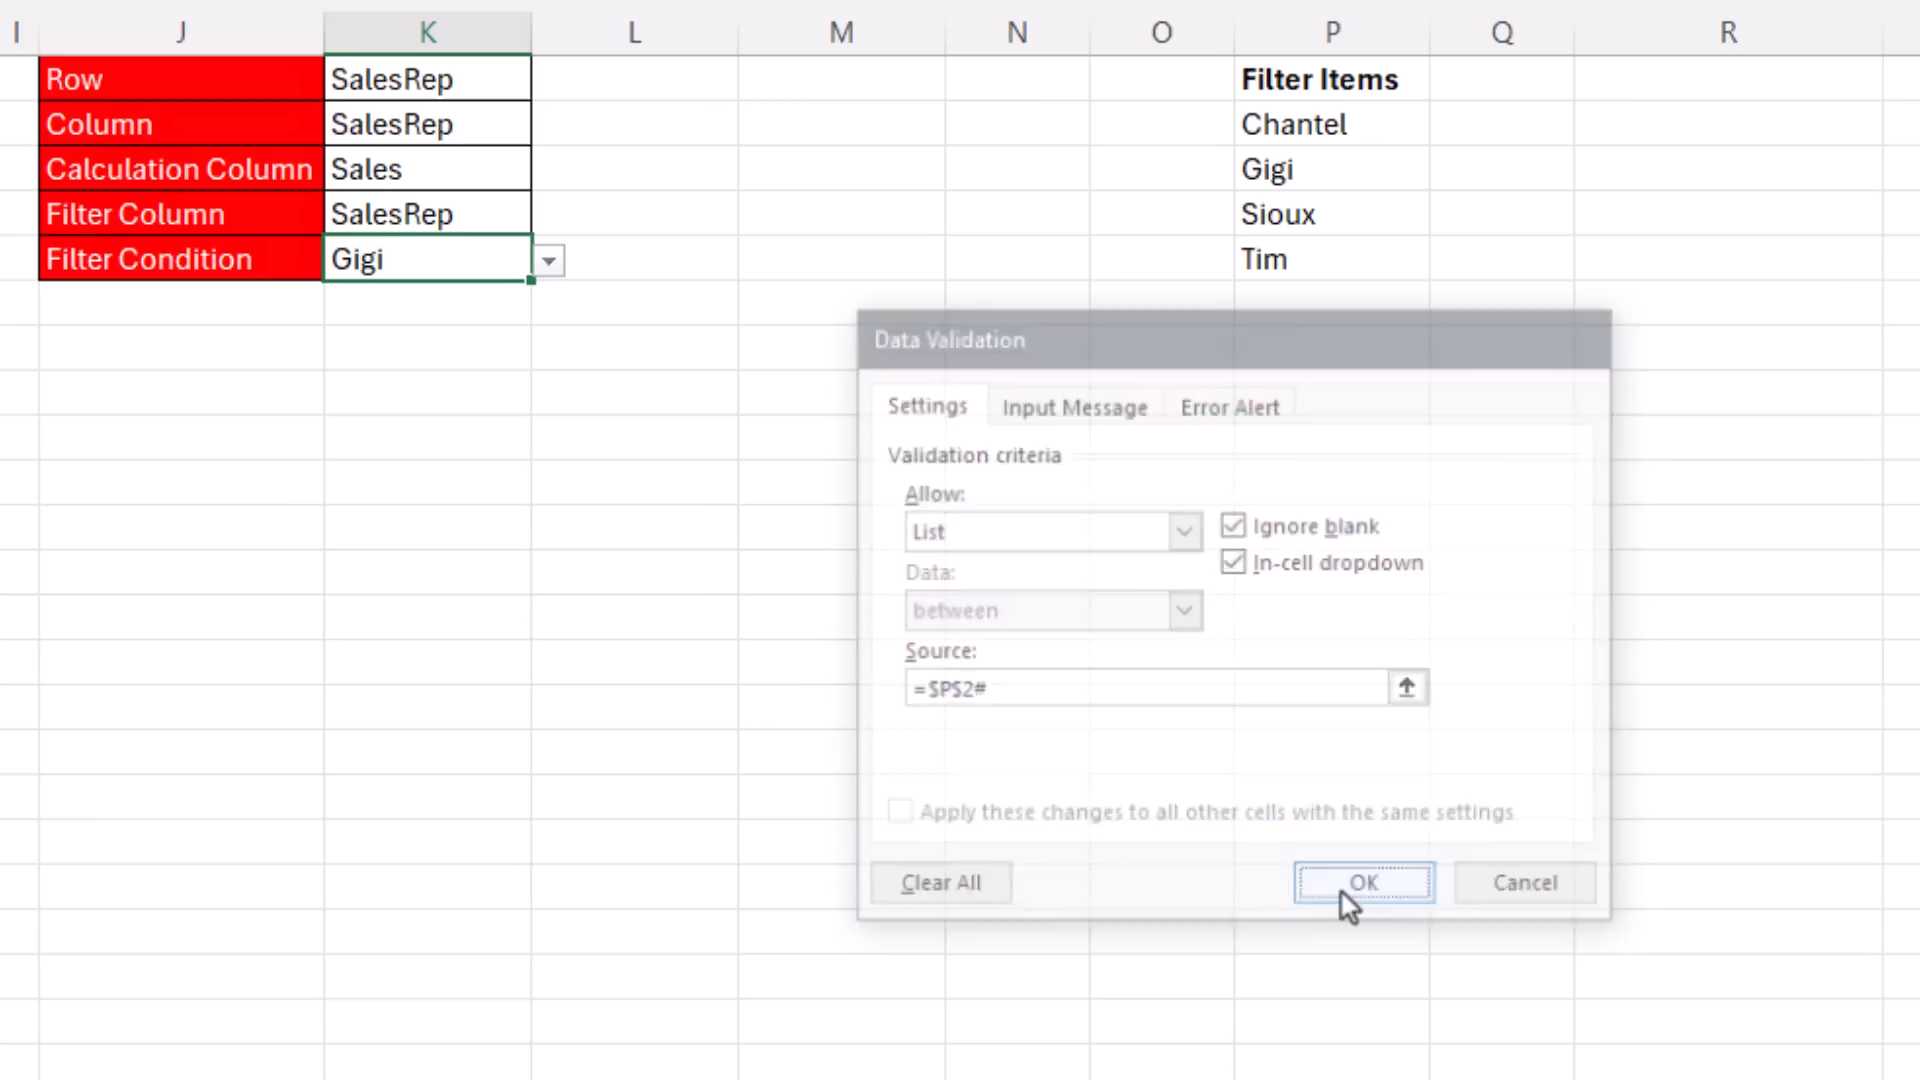 I J K L M N O P Q R
Row SalesRep Filter Items
Column SalesRep Chantel
Calculation Column Sales Gigi
Filter Column SalesRep Sioux
Filter Condition Gigi Tim
Data Validation
Settings Input Message Error Alert
Validation criteria
Allow:
List Ignore blank
In-cell dropdown
Data:
between
Source:
=$P$2#
Apply these changes to all other cells with the same settings
Clear All OK Cancel